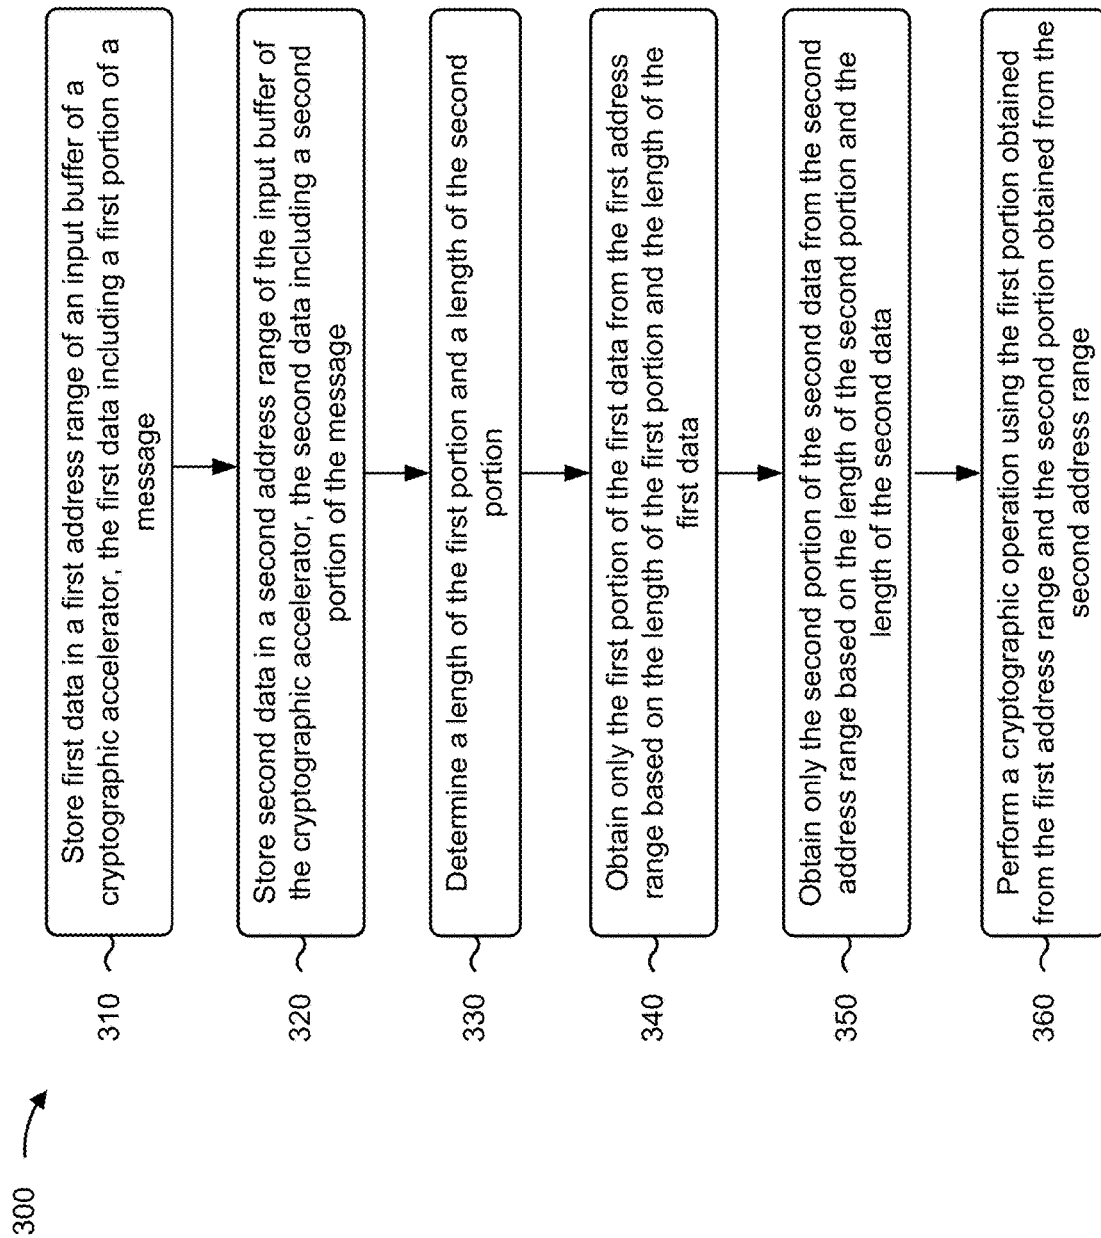 300
310
Store first data in a first address range of an input buffer of a
cryptographic accelerator, the first data including a first portion of a
message
320
Store second data in a second address range of the input buffer of
the cryptographic accelerator, the second data including a second
portion of the message
330
Determine a length of the first portion and a length of the second
portion
340
Obtain only the first portion of the first data from the first address
range based on the length of the first portion and the length of the
first data
350
Obtain only the second portion of the second data from the second
address range based on the length of the second portion and the
length of the second data
360
Perform a cryptographic operation using the first portion obtained
from the first address range and the second portion obtained from the
second address range